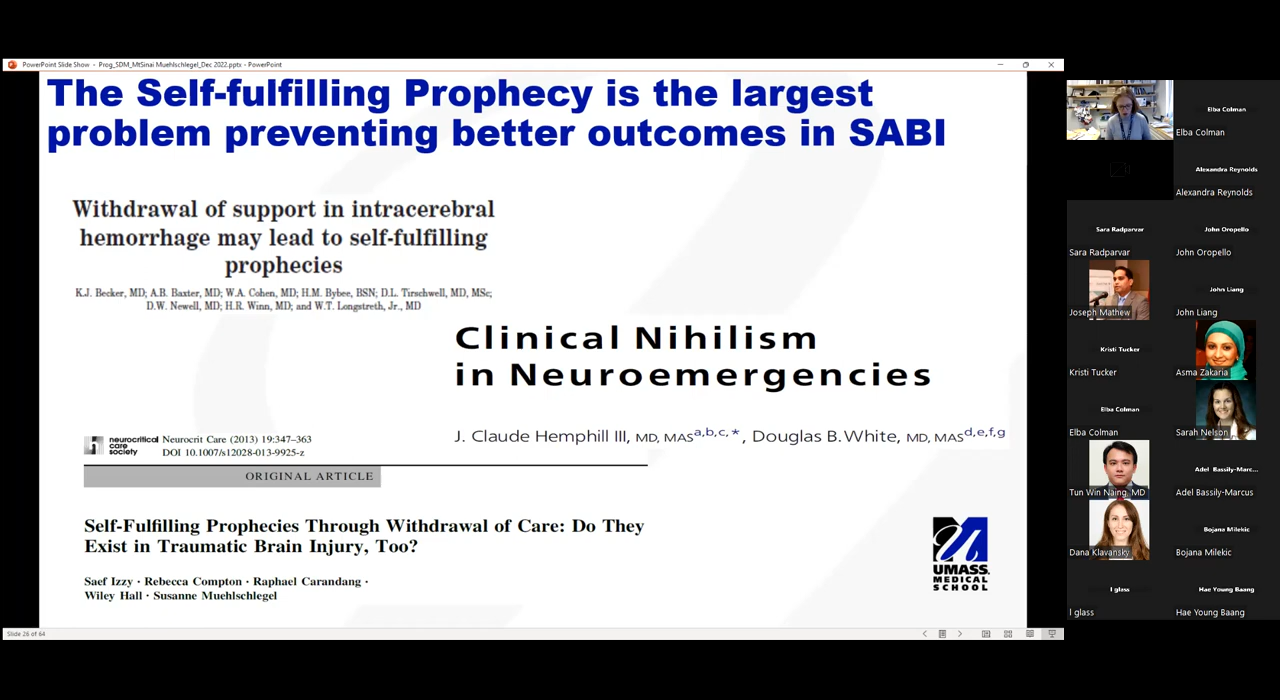 PowerPoint Slide Show - Prog_SDM_MtSinai Muehlschlegel_Dec 2022.pptx - PowerPoint
The Self-fulfilling Prophecy is the largest
problem preventing better outcomes in SABI
Withdrawal of support in intracerebral
hemorrhage may lead to self-fulfilling
prophecies
K.J. Becker, MD; A.B. Baxter, MD; W.A. Cohen, MD; H.M. Bybee, BSN; D.L. Tirschwell, MD, MSc;
D.W. Newell, MD; H.R. Winn, MD; and W.T. Longstreth, Jr., MD
Clinical Nihilism
in Neuroemergencies
J. Claude Hemphill III, MD, MASa,b,c,*, Douglas B. White, MD, MASd,e,f,g
neurocritical
care
society
Neurocrit Care (2013) 19:347–363
DOI 10.1007/s12028-013-9925-z
ORIGINAL ARTICLE
Self-Fulfilling Prophecies Through Withdrawal of Care: Do They
Exist in Traumatic Brain Injury, Too?
Saef Izzy · Rebecca Compton · Raphael Carandang ·
Wiley Hall · Susanne Muehlschlegel
UMASS
MEDICAL
SCHOOL
Slide 26 of 64
Elba Colman
Elba Colman
Alexandra Reynolds
Alexandra Reynolds
Sara Radparvar
Sara Radparvar
John Oropello
John Oropello
Joseph Mathew
John Liang
John Liang
Kristi Tucker
Kristi Tucker
Asma Zakaria
Elba Colman
Elba Colman
Sarah Nelson
Tun Win Naing, MD
Adel Bassily-Marc...
Adel Bassily-Marcus
Dana Klavansky
Bojana Milekic
Bojana Milekic
l glass
l glass
Hae Young Baang
Hae Young Baang